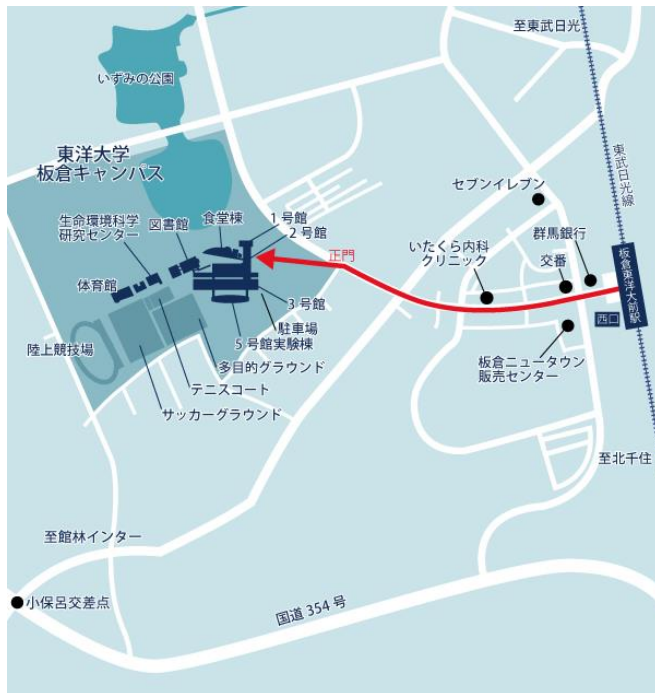 至東武日光
いずみの公園
東武日光線
東洋大学
板倉キャンパス
セブンイレブン
生命環境科学
研究センター
図書館
食堂棟
1号館
2号館
群馬銀行
いたくら内科
クリニック
交番
正門
板倉東洋大前駅
体育館
3号館
西口
駐車場
陸上競技場
5号館実験棟
多目的グラウンド
板倉ニュータウン
販売センター
テニスコート
サッカーグラウンド
至北千住
至館林インター
小保呂交差点
国道354号